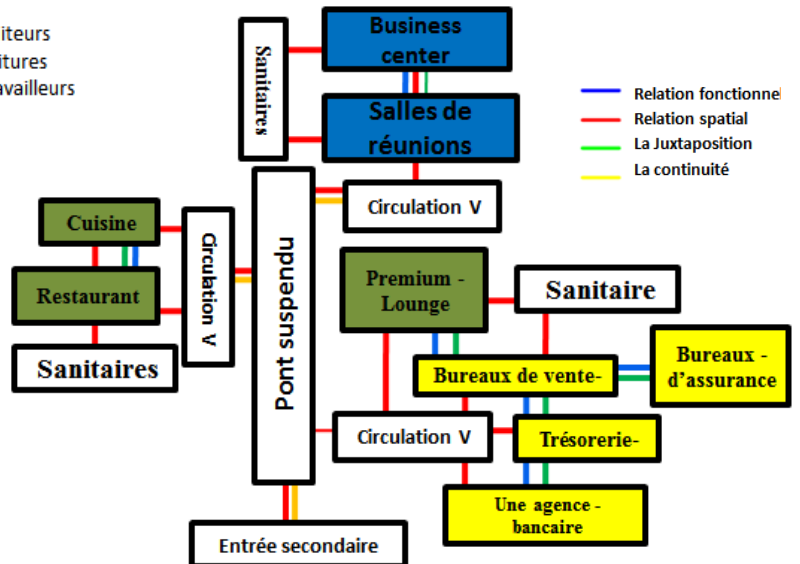 iteurs
itures
availleurs
Business
center
Sanitaires
Salles de
réunions
Relation fonctionnel
Relation spatial
La Juxtaposition
La continuité
Circulation V
Cuisine
Restaurant
Sanitaires
Circulation V
Pont suspendu
Premium -
Lounge
Sanitaire
Bureaux de vente-
Bureaux -
d’assurance
Circulation V
Trésorerie-
Une agence -
bancaire
Entrée secondaire